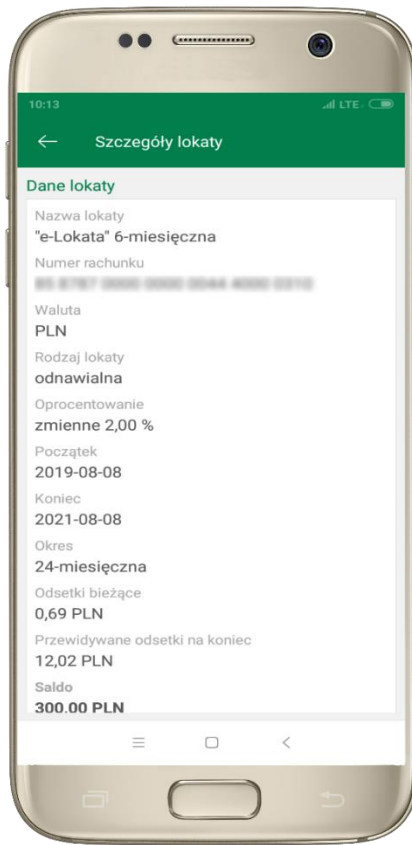 10:13
LTE
Szczegóły lokaty
Dane lokaty
Nazwa lokaty
"e-Lokata" 6-miesięczna
Numer rachunku
Waluta
PLN
Rodzaj lokaty
odnawialna
Oprocentowanie
zmienne 2,00 %
Początek
2019-08-08
Koniec
2021-08-08
Okres
24-miesięczna
Odsetki bieżące
0,69 PLN
Przewidywane odsetki na koniec
12,02 PLN
Saldo
300.00 PLN